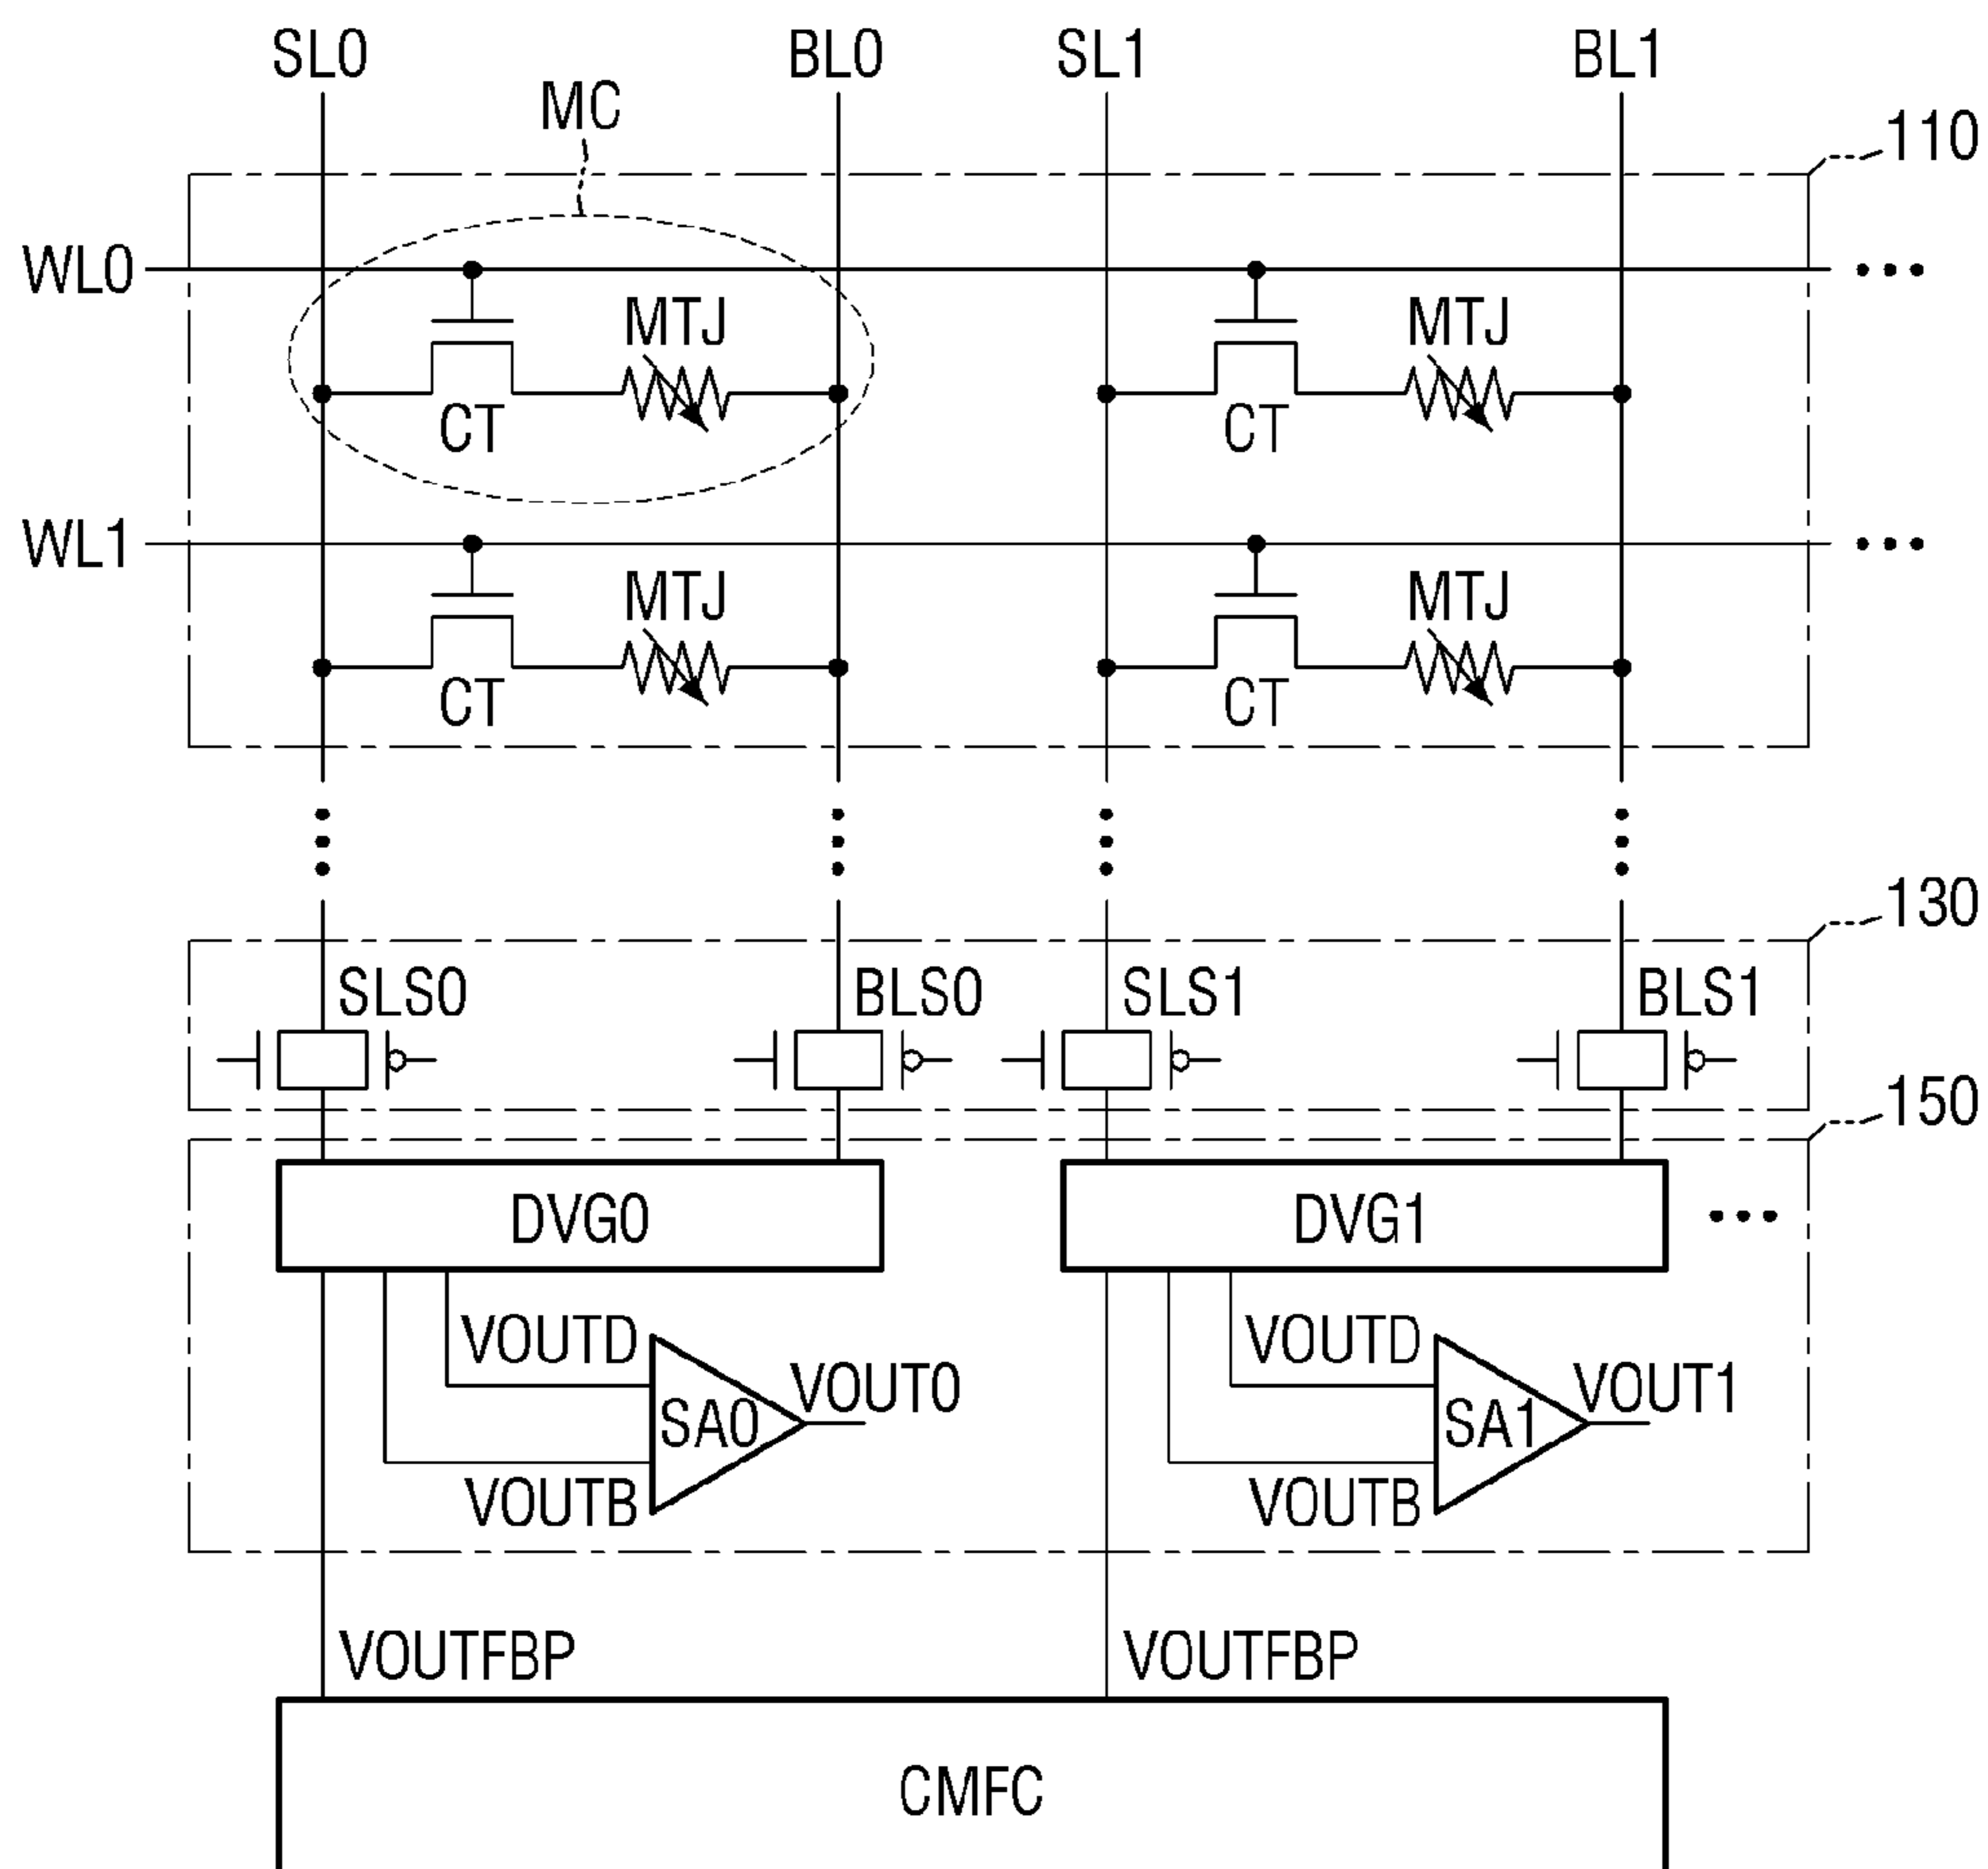 SL0 BL0 SL1 BL1
MC
110
WL0
MTJ MTJ
CT CT
WL1
MTJ MTJ
CT CT
130
SLS0 BLS0 SLS1 BLS1
150
DVG0 DVG1
VOUTD VOUTD
VOUT0 VOUT1
SA0 SA1
VOUTB VOUTB
VOUTFBP VOUTFBP
CMFC